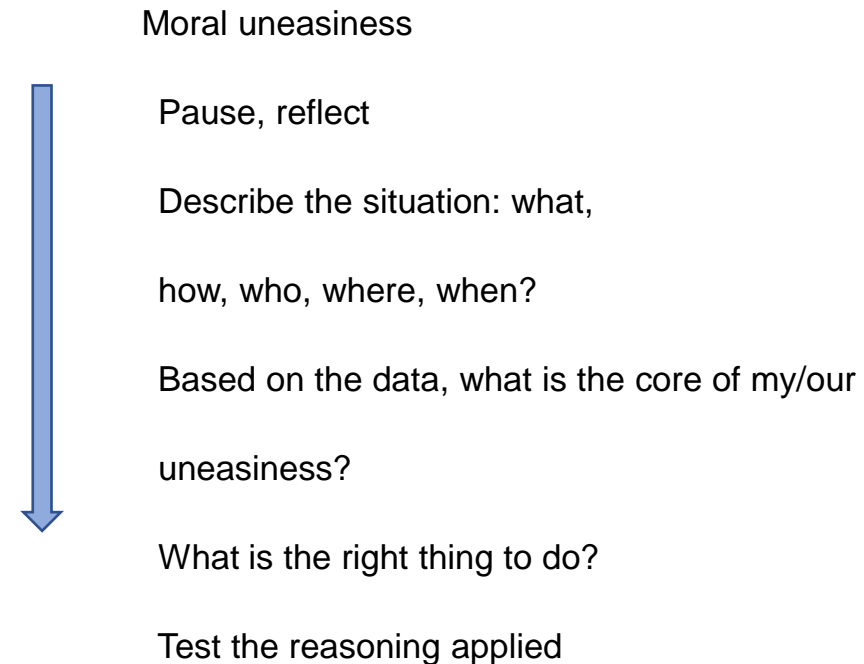 Moral uneasiness
Pause, reflect
Describe the situation: what,
how, who, where, when?
Based on the data, what is the core of my/our
uneasiness?
What is the right thing to do?
Test the reasoning applied